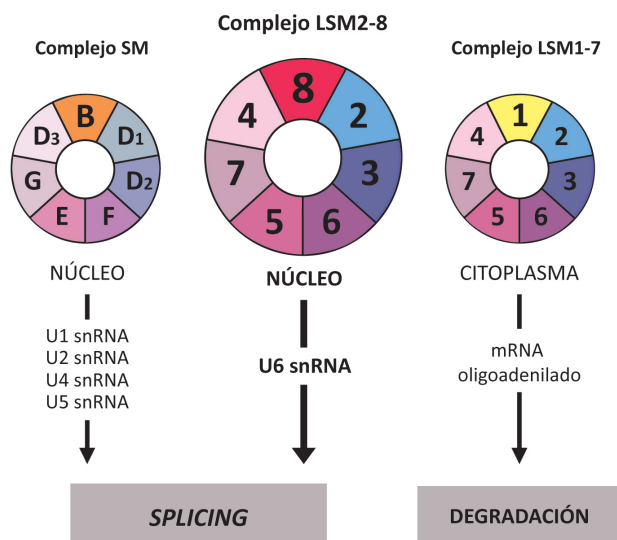 Complejo SM
B
D1
D2
F
E
G
D3
NÚCLEO
U1 snRNA
U2 snRNA
U4 snRNA
U5 snRNA
Complejo LSM2-8
8
2
3
6
5
7
4
NÚCLEO
U6 snRNA
SPLICING
Complejo LSM1-7
1
2
3
6
5
7
4
CITOPLASMA
mRNA
oligoadenilado
DEGRADACIÓN